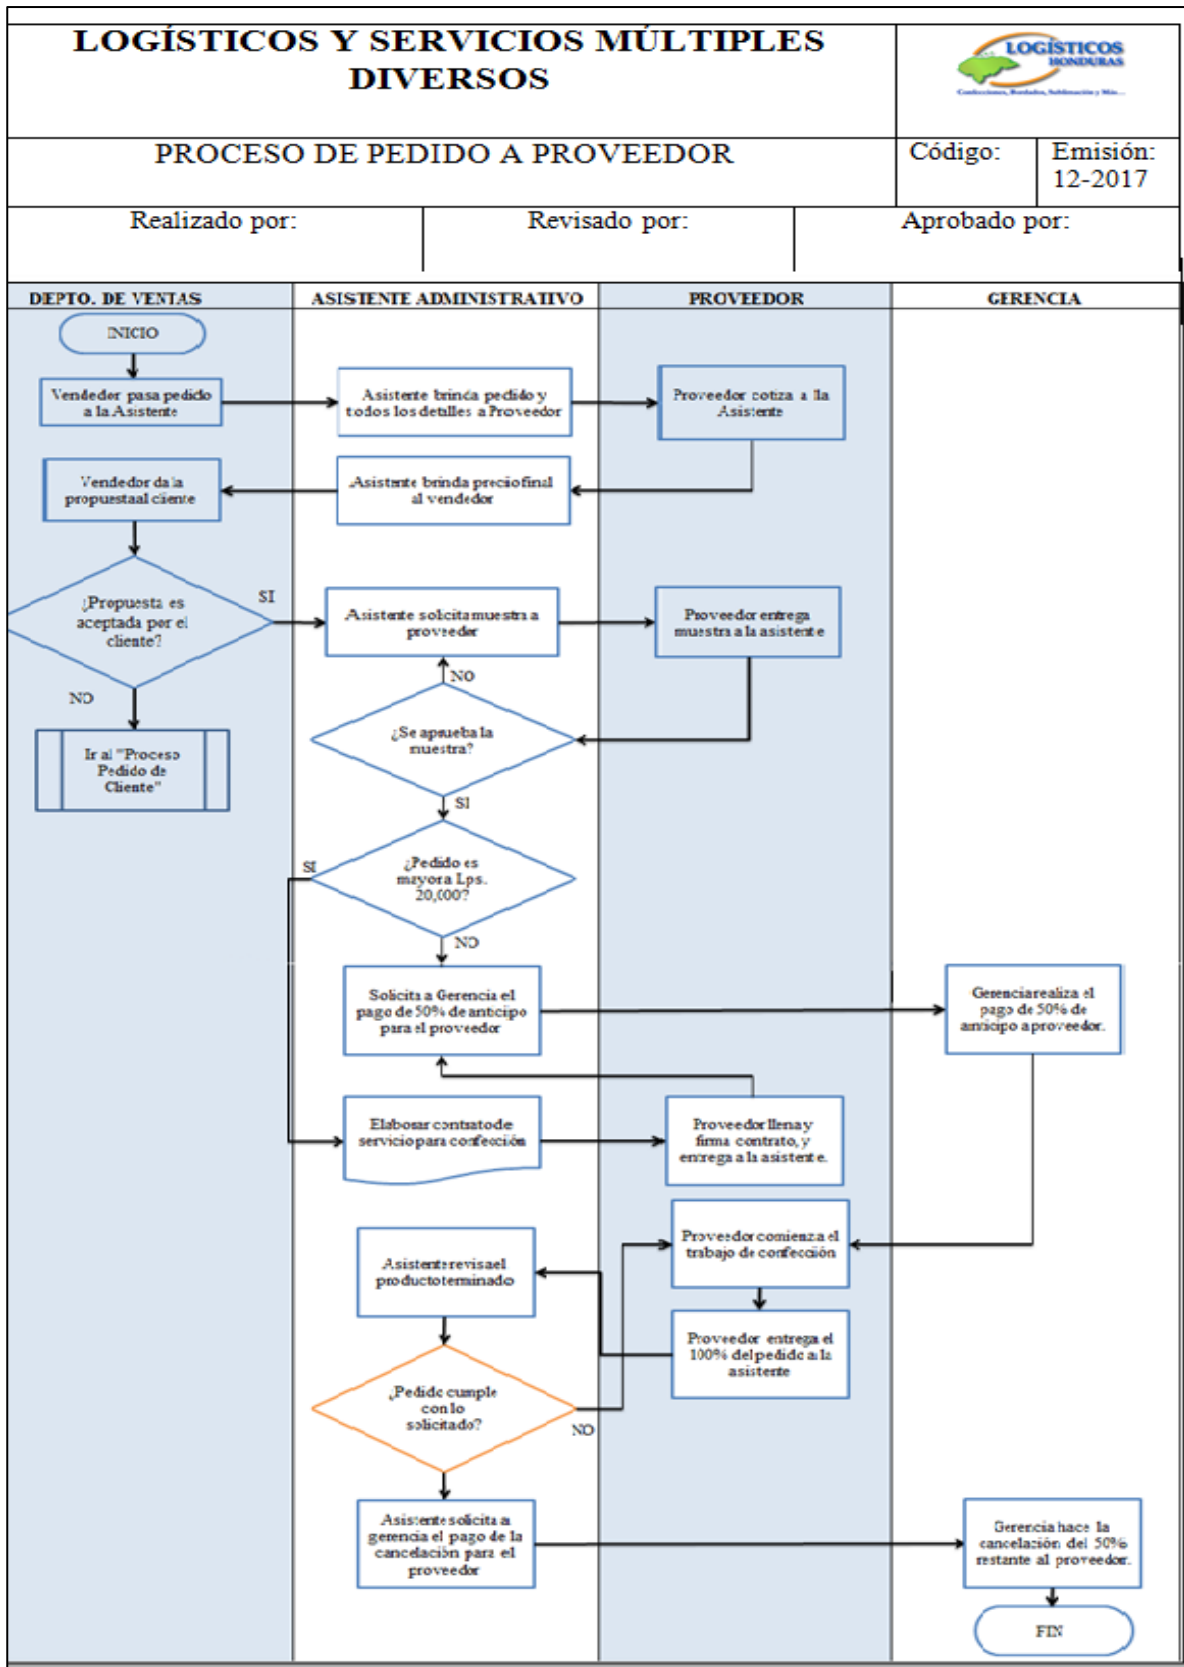 LOGÍSTICOS Y SERVICIOS MÚLTIPLES
DIVERSOS
LOGÍSTICOS
HONDURAS
Confecciones, Bordados, Sublimación y Más...
PROCESO DE PEDIDO A PROVEEDOR
Código:
Emisión:
12-2017
Realizado por:
Revisado por:
Aprobado por:
DEPTO. DE VENTAS
ASISTENTE ADMINISTRATIVO
PROVEEDOR
GERENCIA
INICIO
Vendedor pasa pedido
a la Asistente
Asistente brinda pedido y
todos los detalles a Proveedor
Proveedor cotiza a lla
Asistente
Vendedor da la
propuesta al cliente
Asistente brinda precio final
al vendedor
¿Propuesta es
aceptada por el
cliente?
SI
Asistente solicita muestra a
proveedor
Proveedor entrega
muestra a la asistente
NO
NO
¿Se aprueba la
muestra?
Ir al "Proceso
Pedido de
Cliente"
SI
SI
¿Pedido es
mayor a Lps.
20,000?
NO
Solicita a Gerencia el
pago de 50% de anticipo
para el proveedor
Gerencia realiza el
pago de 50% de
anticipo a proveedor.
Elaborar contrato de
servicio para confección
Proveedor llena y
firma contrato, y
entrega a la asistente.
Proveedor comienza el
trabajo de confección
Asistente revisa el
producto terminado
Proveedor entrega el
100% del pedido a la
asistente
¿Pedido cumple
con lo
solicitado?
NO
Asistente solicita a
gerencia el pago de la
cancelación para el
proveedor
Gerencia hace la
cancelación del 50%
restante al proveedor.
FIN